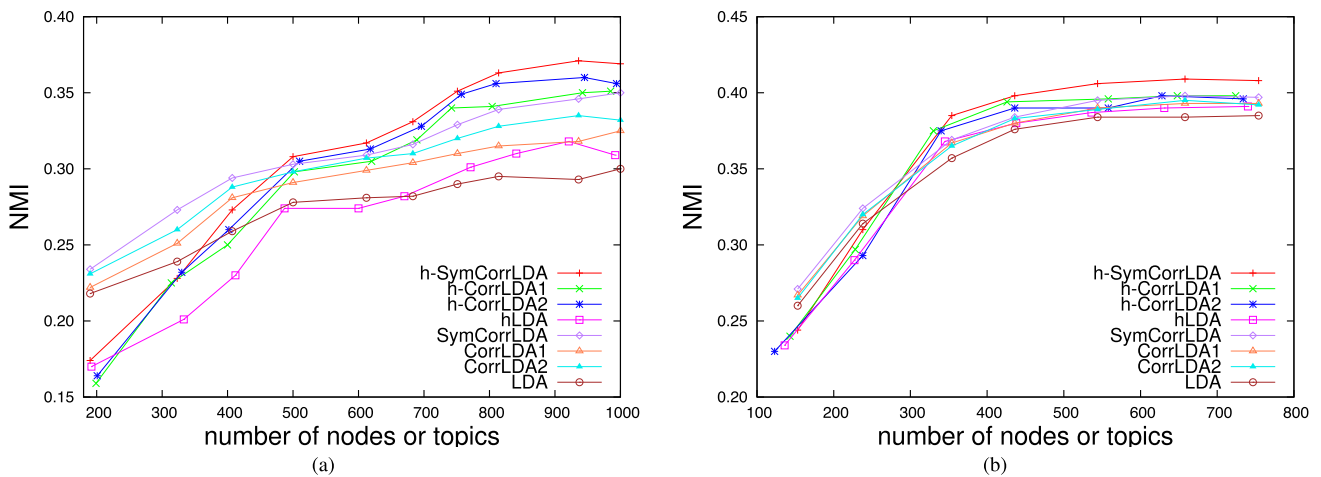 0.40
0.35
0.30
0.25
0.20
0.15
NMI
h-SymCorrLDA
h-CorrLDA1
h-CorrLDA2
hLDA
SymCorrLDA
CorrLDA1
CorrLDA2
LDA
200 300 400 500 600 700 800 900 1000
number of nodes or topics
(a)
0.45
0.40
0.35
0.30
0.25
0.20
NMI
h-SymCorrLDA
h-CorrLDA1
h-CorrLDA2
hLDA
SymCorrLDA
CorrLDA1
CorrLDA2
LDA
100 200 300 400 500 600 700 800
number of nodes or topics
(b)